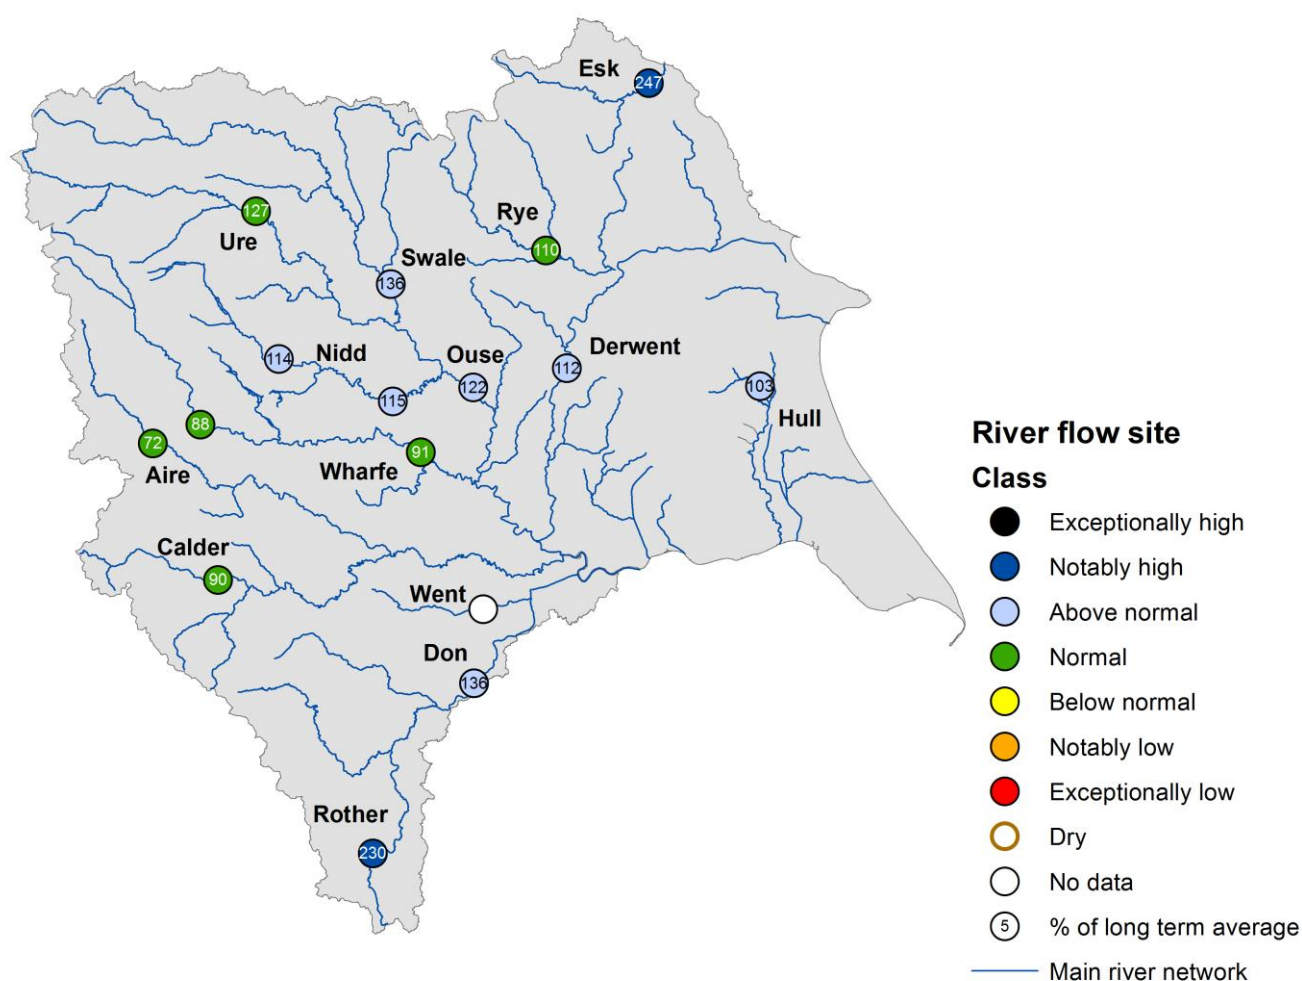 Esk
247
127
Ure
Rye
110
Swale
136
114
Nidd
Ouse
122
115
Derwent
112
103
Hull
88
72
Aire
91
Wharfe
Calder
90
Went
Don
136
Rother
230
River flow site
Class
Exceptionally high
Notably high
Above normal
Normal
Below normal
Notably low
Exceptionally low
Dry
No data
5 % of long term average
Main river network